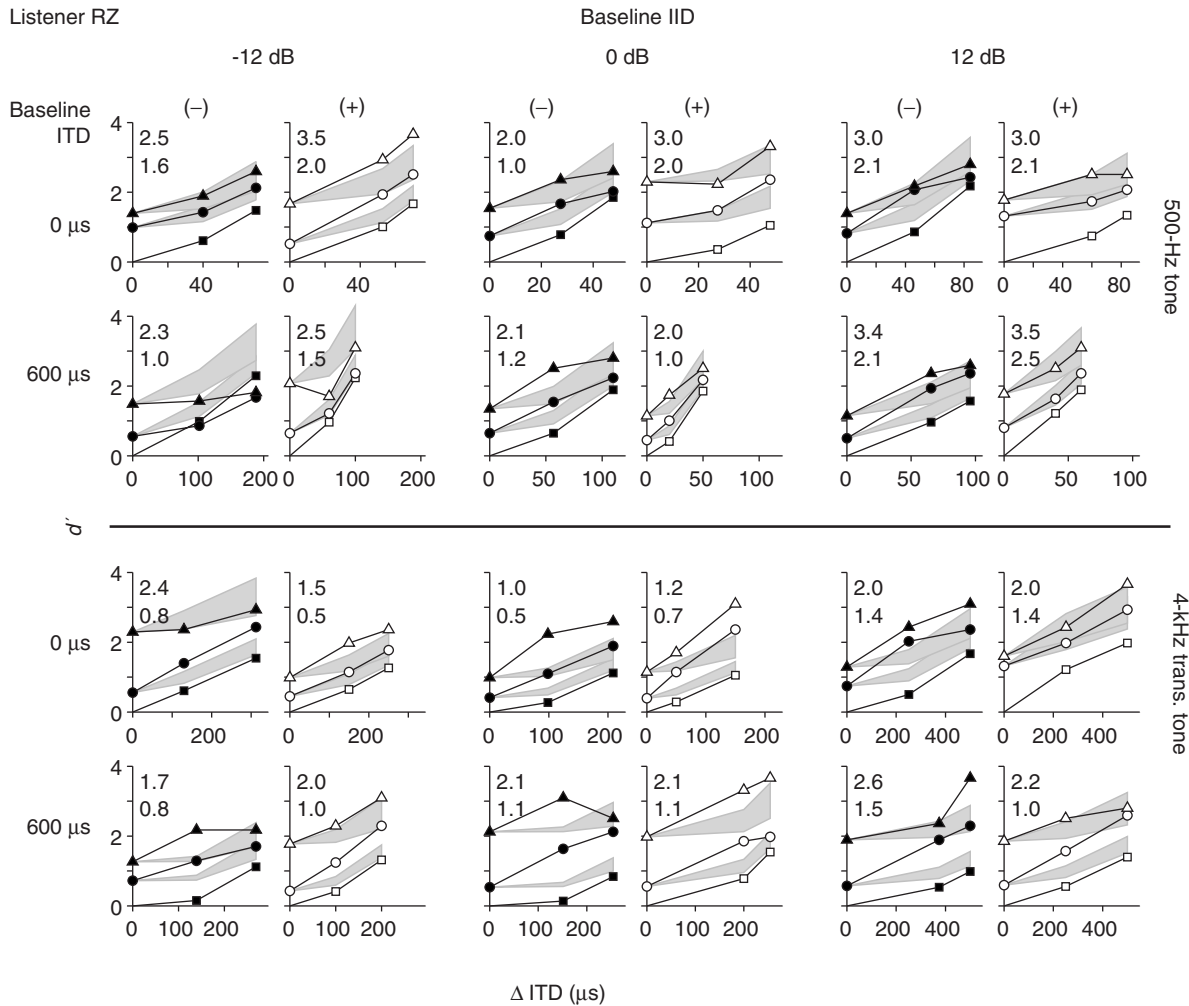 Listener RZ Baseline IID
-12 dB 0 dB 12 dB
Baseline ITD (–) (+) (–) (+) (–) (+)
4 2.5 3.5 2.0 3.0 3.0 3.0
1.6 2.0 1.0 2.0 2.1 2.1
2
0 µs
0
0 40 0 40 0 20 40 0 20 40 0 40 80 0 40 80
500-Hz tone
4 2.3 2.5 2.1 2.0 3.4 3.5
1.0 1.5 1.2 1.0 2.1 2.5
600 µs
2
0
0 100 200 0 100 200 0 50 100 0 50 100 0 50 100 0 50 100
d′
4 2.4 1.5 1.0 1.2 2.0 2.0
0.8 0.5 0.5 0.7 1.4 1.4
0 µs 2
0
0 200 0 200 0 100 200 0 100 200 0 200 400 0 200 400
4-kHz trans. tone
4 1.7 2.0 2.1 2.1 2.6 2.2
0.8 1.0 1.1 1.1 1.5 1.0
600 µs 2
0
0 100 200 0 100 200 0 100 200 0 100 200 0 200 400 0 200 400
Δ ITD (µs)